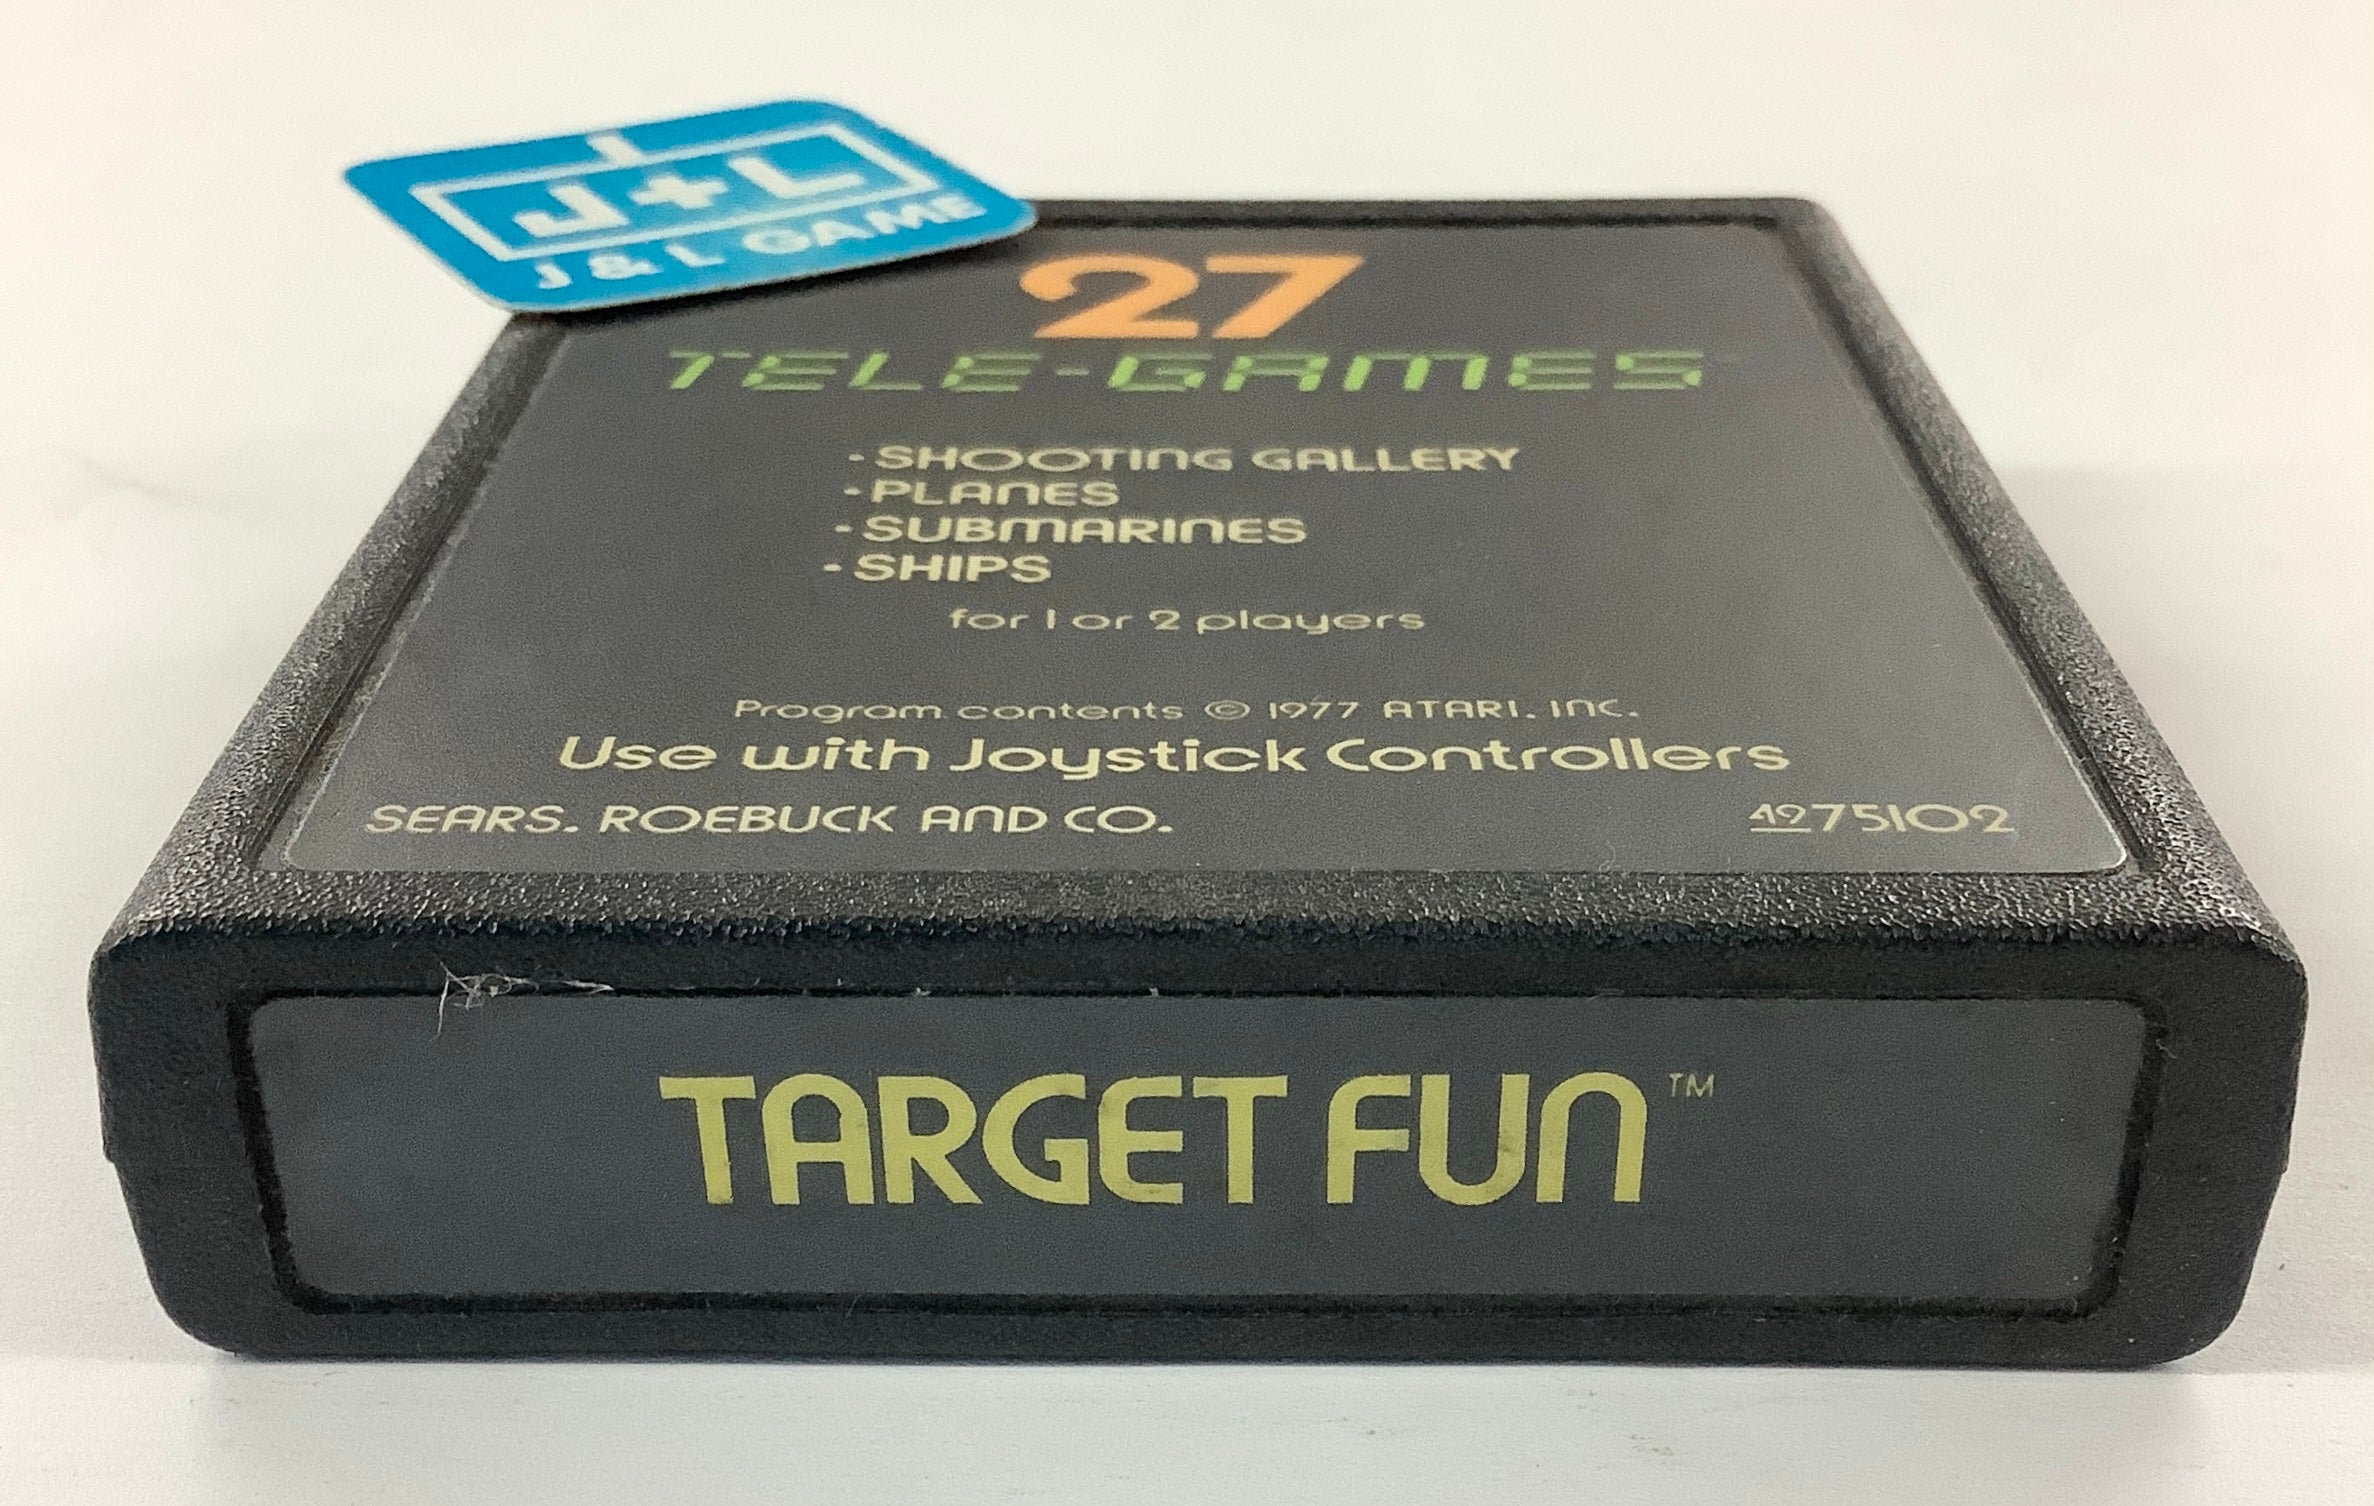 J+L
J & L GAME
27
TELE-GAMES
• SHOOTING GALLERY
• PLANES
• SUBMARINES
• SHIPS
for 1 or 2 players
Program contents © 1977 ATARI, INC.
Use with Joystick Controllers
SEARS, ROEBUCK AND CO.
4975102
TARGET FUN™